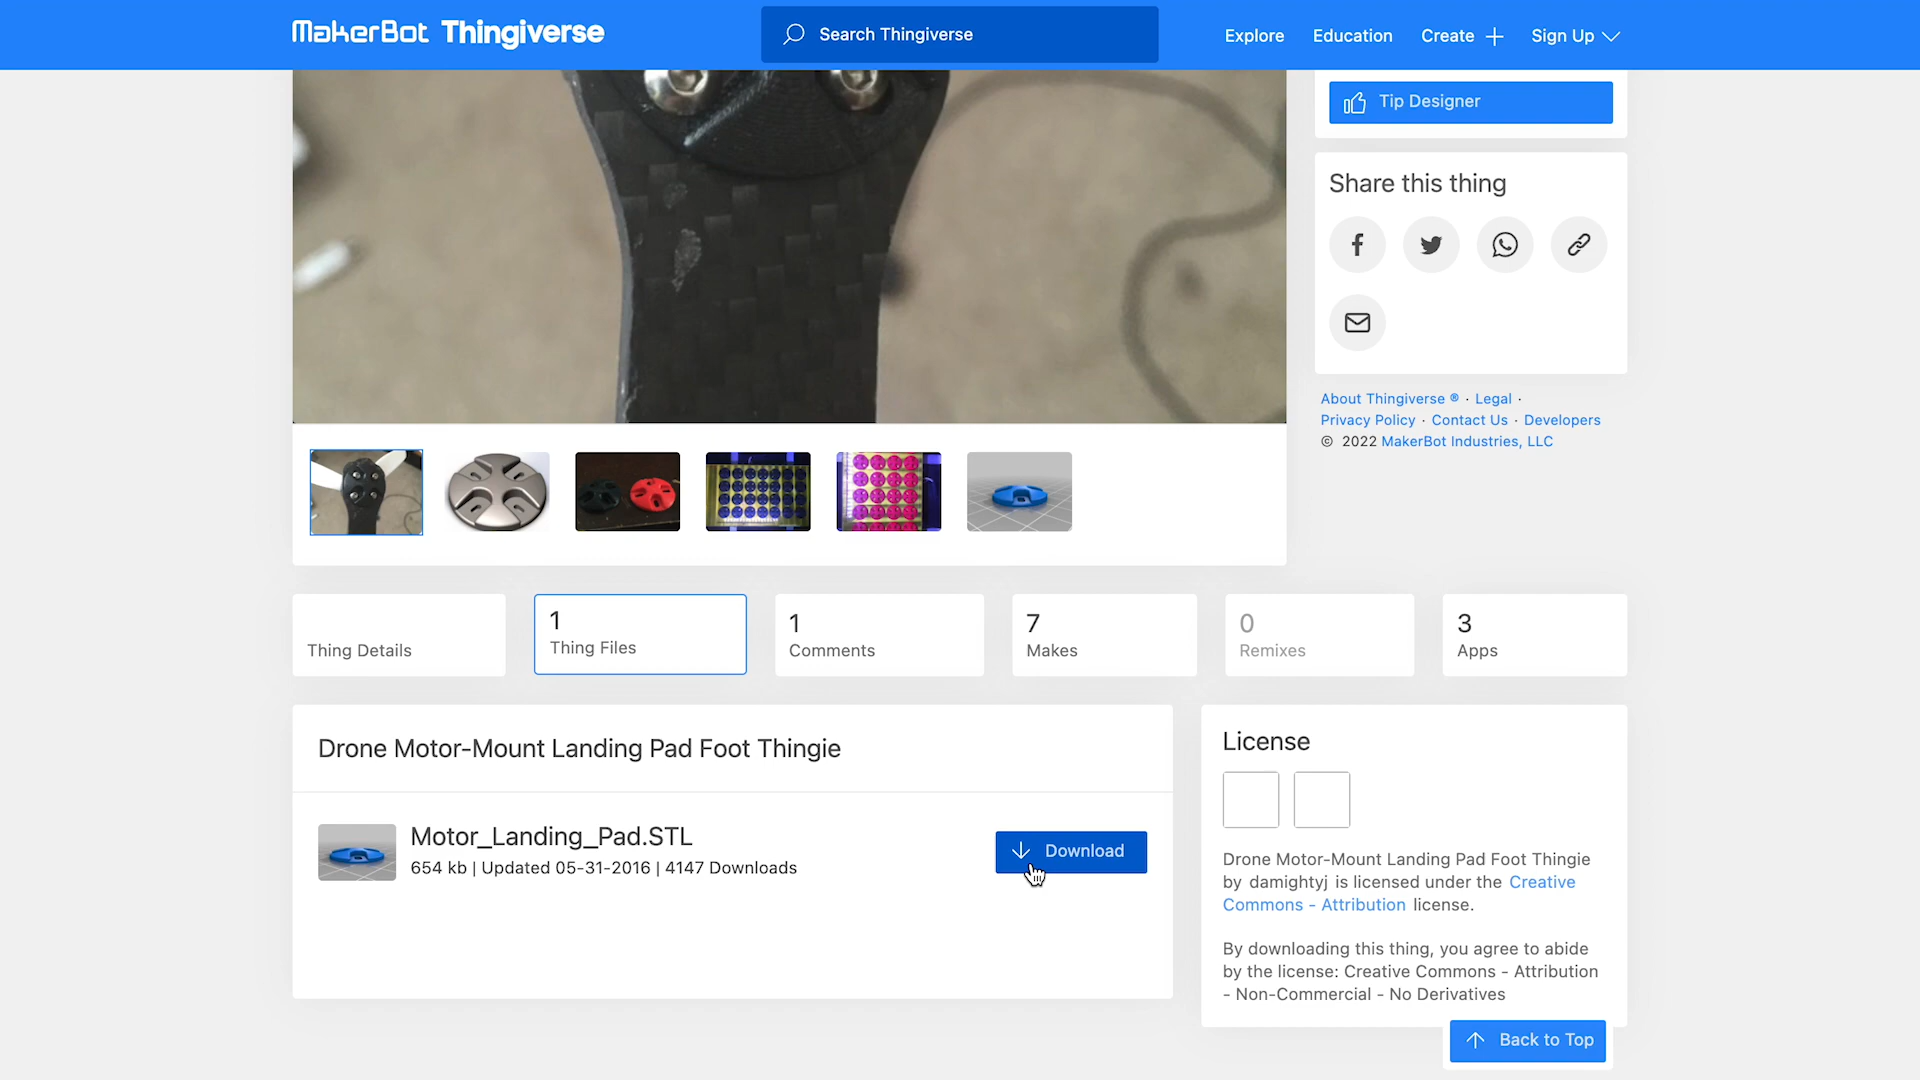 MakerBot Thingiverse
Search Thingiverse
Explore
Education
Create
Sign Up
Tip Designer
Share this thing
About Thingiverse ® · Legal ·
Privacy Policy · Contact Us · Developers
© 2022 MakerBot Industries, LLC
Thing Details
1
Thing Files
1
Comments
7
Makes
0
Remixes
3
Apps
Drone Motor-Mount Landing Pad Foot Thingie
Motor_Landing_Pad.STL
654 kb | Updated 05-31-2016 | 4147 Downloads
Download
License
Drone Motor-Mount Landing Pad Foot Thingie
by damightyj is licensed under the Creative
Commons - Attribution license.
By downloading this thing, you agree to abide
by the license: Creative Commons - Attribution
- Non-Commercial - No Derivatives
Back to Top